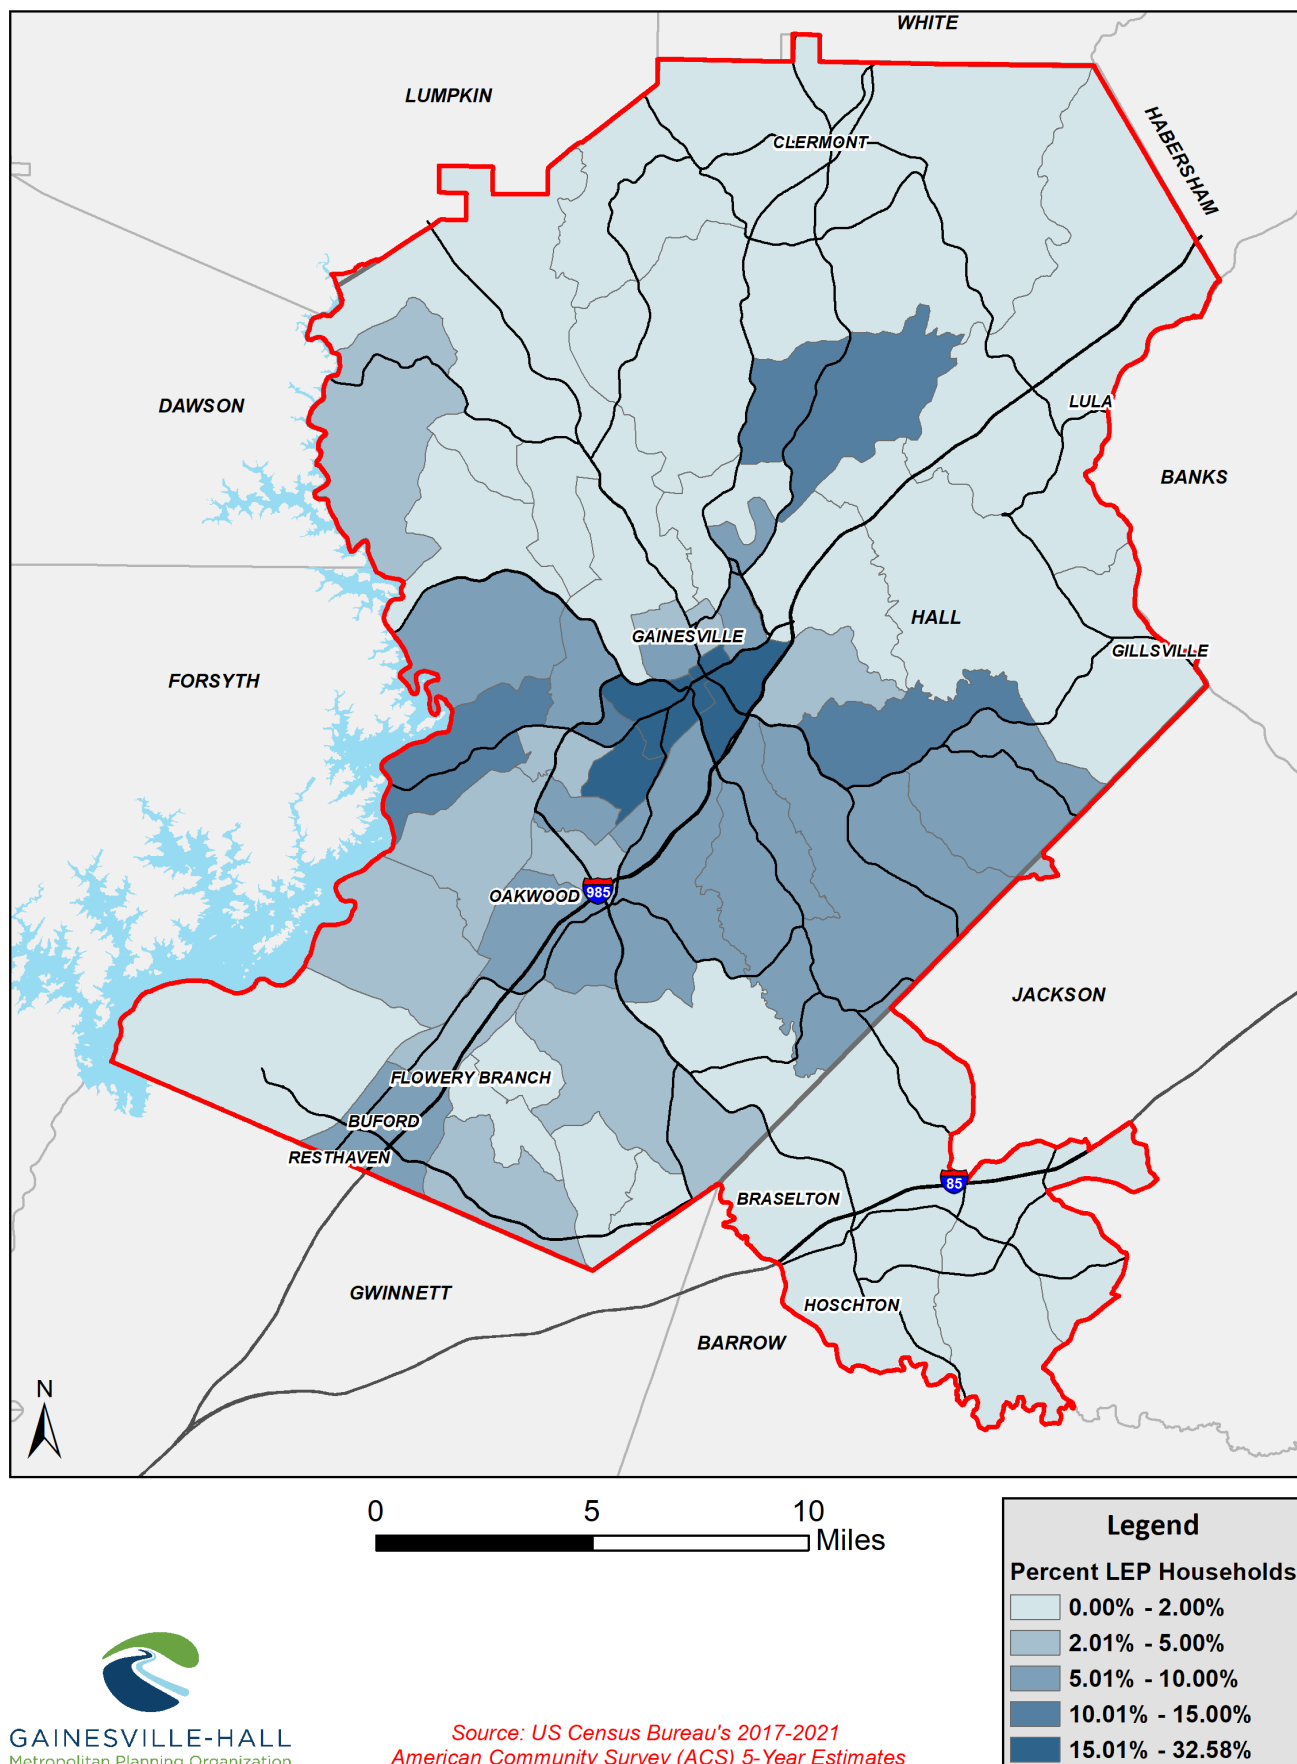 WHITE
LUMPKIN
HABERSHAM
CLERMONT
DAWSON
LULA
BANKS
HALL
GAINESVILLE
GILLSVILLE
FORSYTH
985
OAKWOOD
JACKSON
FLOWERY BRANCH
BUFORD
RESTHAVEN
85
BRASELTON
GWINNETT
HOSCHTON
BARROW
N
0 5 10
Miles
Legend
Percent LEP Households
0.00% - 2.00%
2.01% - 5.00%
5.01% - 10.00%
10.01% - 15.00%
15.01% - 32.58%
GAINESVILLE-HALL
Metropolitan Planning Organization
Source: US Census Bureau's 2017-2021
American Community Survey (ACS) 5-Year Estimates